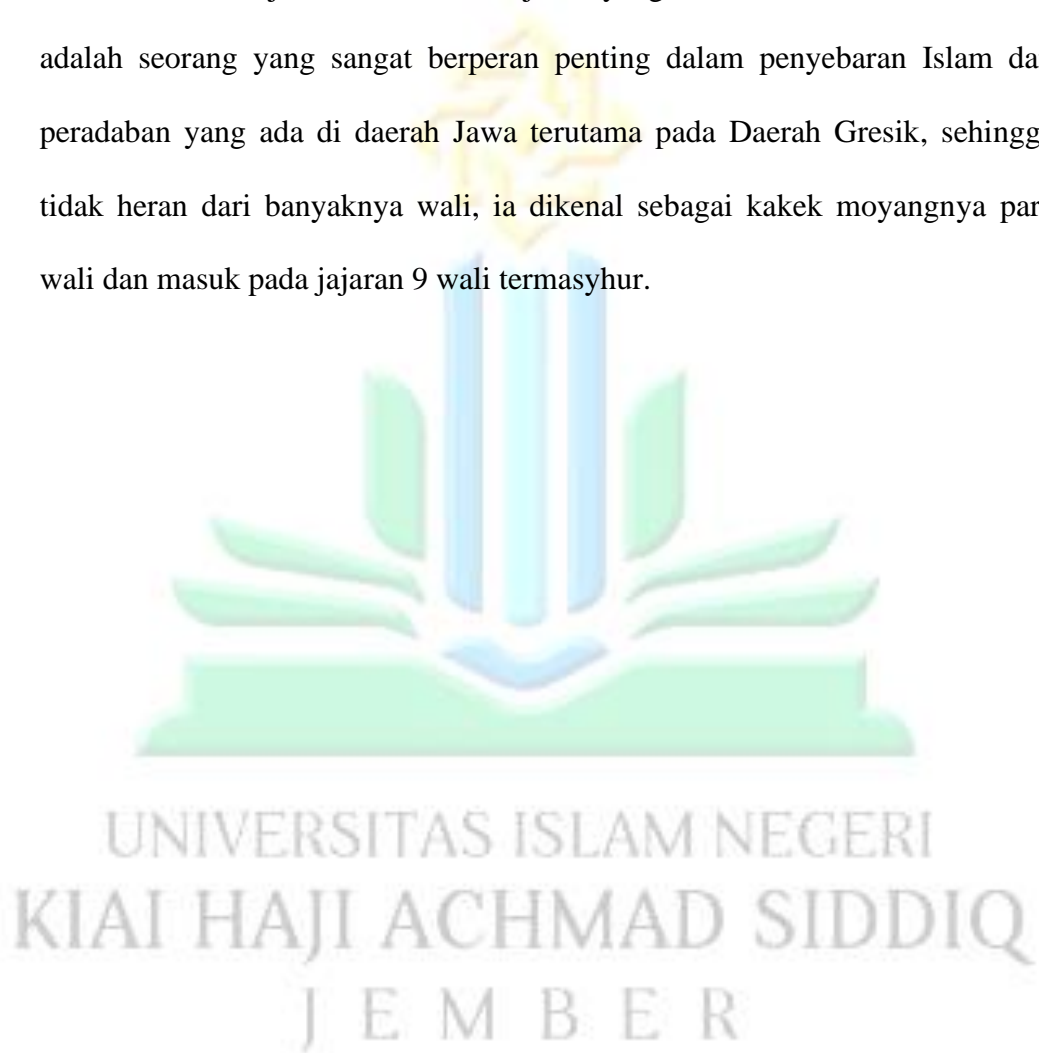 adalah seorang yang sangat berperan penting dalam penyebaran Islam da
peradaban yang ada di daerah Jawa terutama pada Daerah Gresik, sehingg
tidak heran dari banyaknya wali, ia dikenal sebagai kakek moyangnya par
wali dan masuk pada jajaran 9 wali termasyhur.
UNIVERSITAS ISLAM NEGERI
KIAI HAJI ACHMAD SIDDIQ
JEMBER